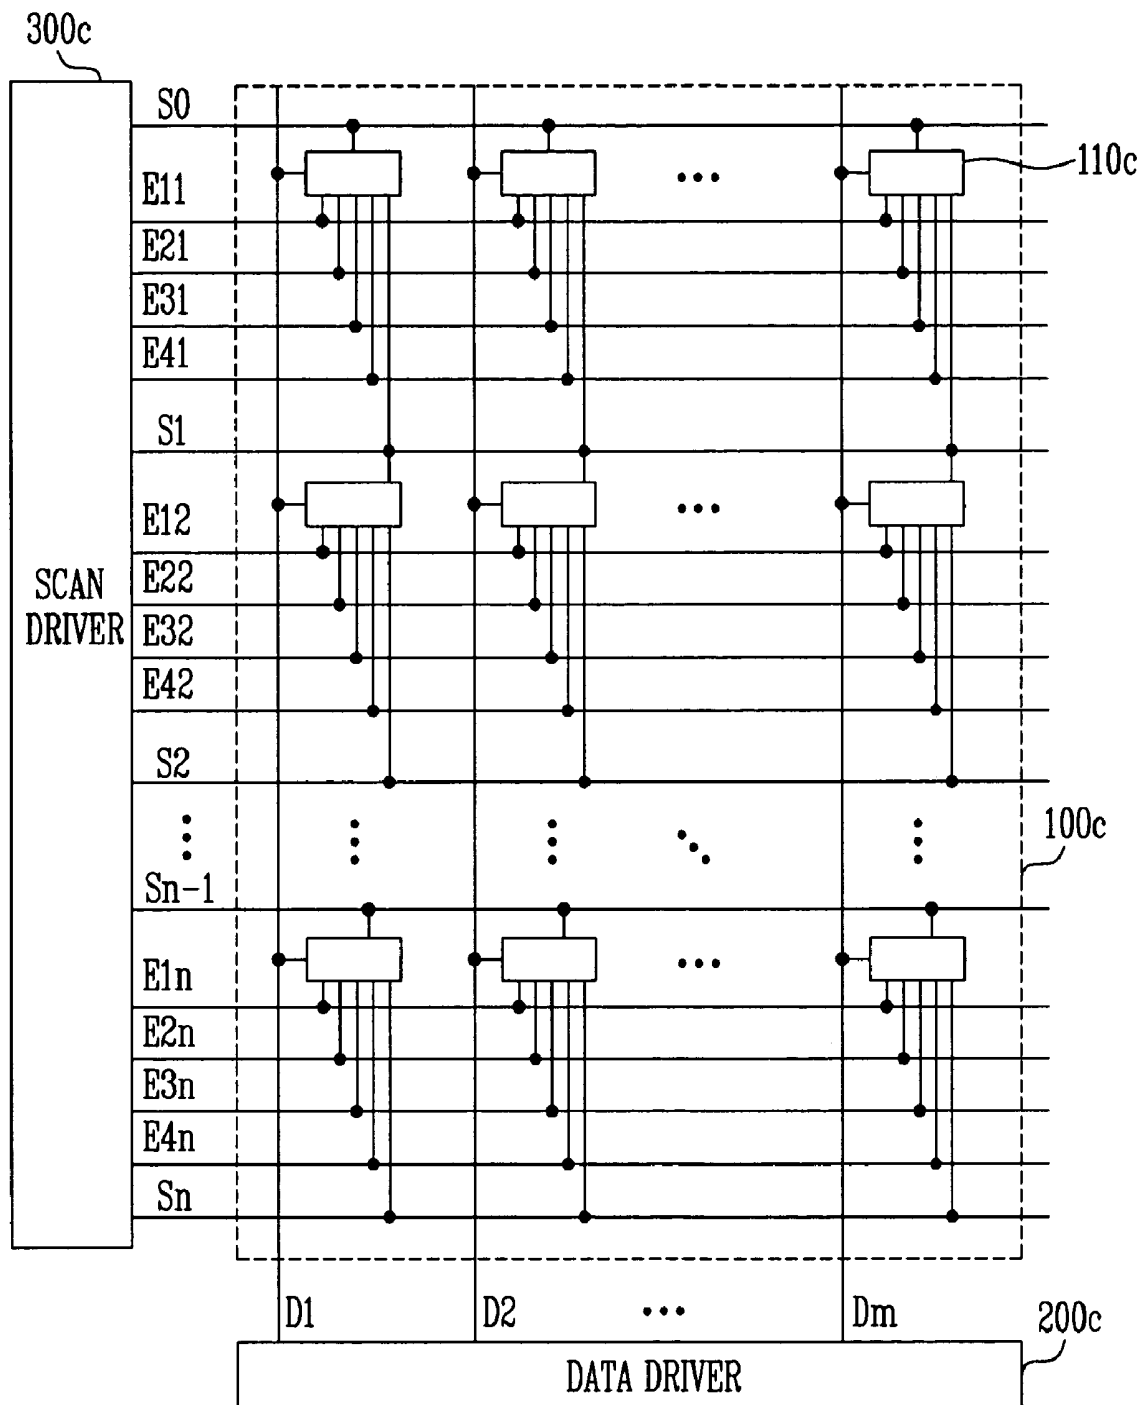 300c
S0
110c
E11
E21
E31
E41
S1
E12
E22
SCAN
DRIVER
E32
E42
S2
100c
Sn-1
E1n
E2n
E3n
E4n
Sn
D1
D2
Dm
200c
DATA DRIVER